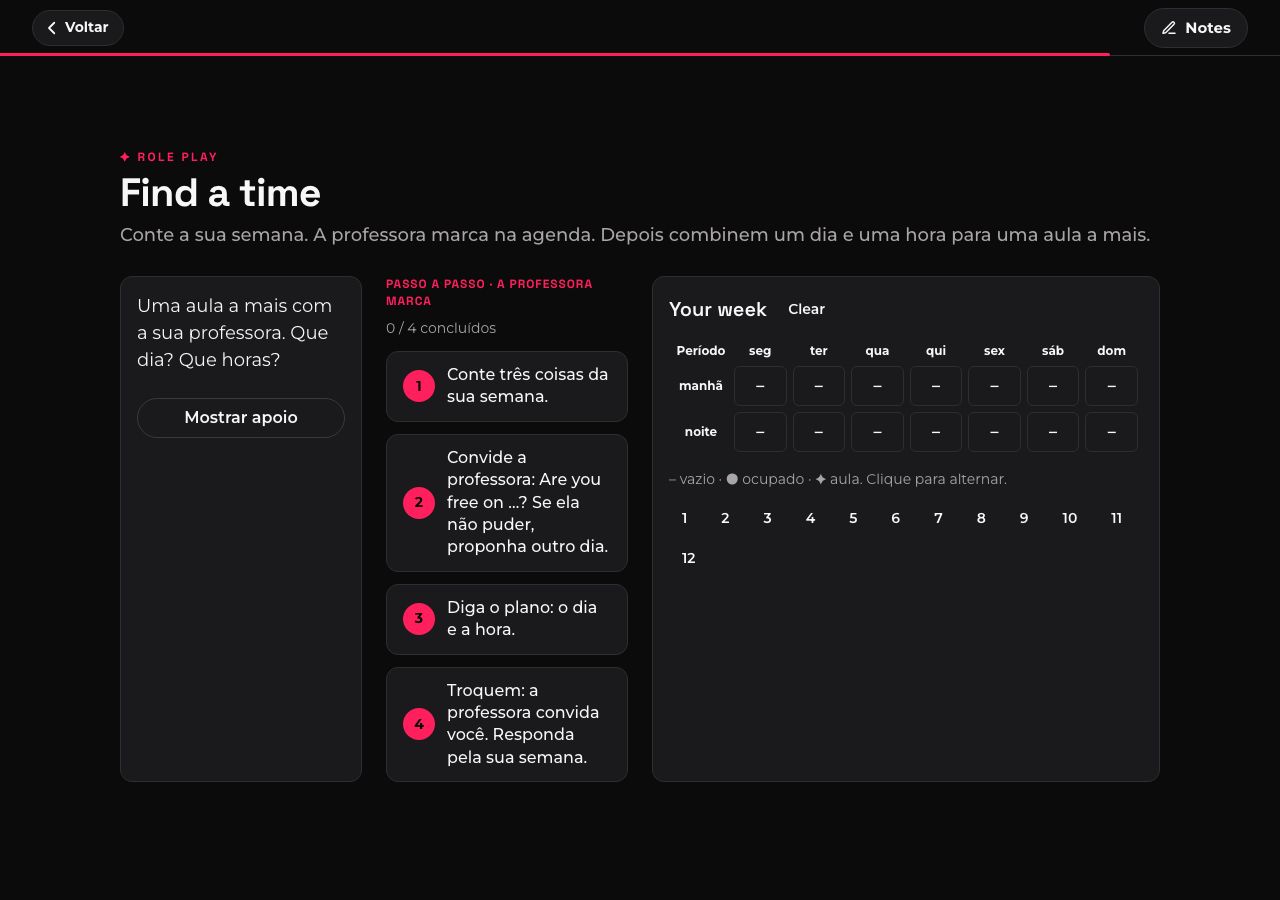 Voltar
Notes
✦ ROLE PLAY
Find a time
Conte a sua semana. A professora marca na agenda. Depois combinem um dia e uma hora para uma aula a mais.
Uma aula a mais com
a sua professora. Que
dia? Que horas?
Mostrar apoio
PASSO A PASSO · A PROFESSORA
MARCA
0 / 4 concluídos
1
Conte três coisas da
sua semana.
2
Convide a
professora: Are you
free on ...? Se ela
não puder,
proponha outro dia.
3
Diga o plano: o dia
e a hora.
4
Troquem: a
professora convida
você. Responda
pela sua semana.
Your week Clear
Período seg ter qua qui sex sáb dom
manhã – – – – – – –
noite – – – – – – –
– vazio · ● ocupado · ✦ aula. Clique para alternar.
1 2 3 4 5 6 7 8 9 10 11
12